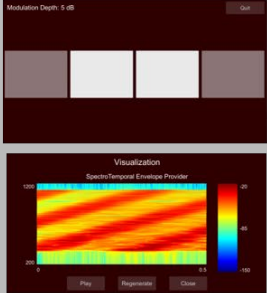 Modulation Depth: 5 dB
Quit
Visualization
SpectroTemporal Envelope Provider
1200
200
0
0.5
-20
-85
-150
Play
Regenerate
Close